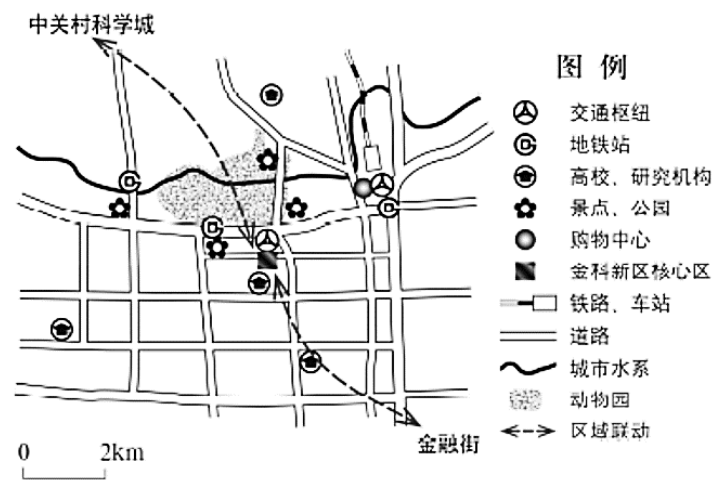 中关村科学城
图 例
交通枢纽
地铁站
高校、研究机构
景点、公园
购物中心
金科新区核心区
铁路、车站
道路
城市水系
动物园
区域联动
金融街
0 2km